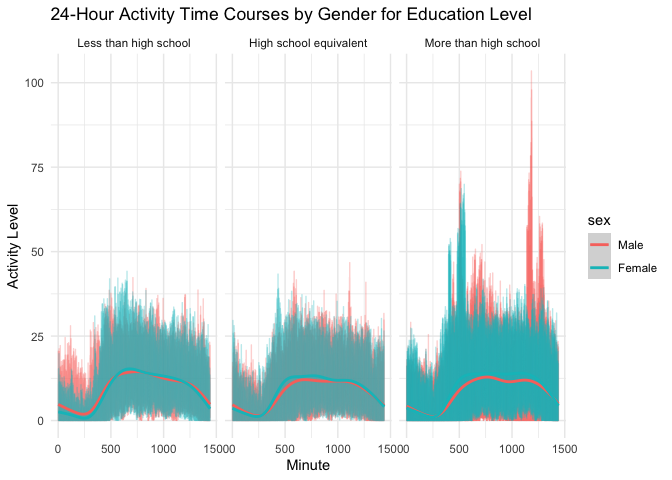 24-Hour Activity Time Courses by Gender for Education Level
Less than high school High school equivalent More than high school
100
75
50
25
0
Activity Level
0 500 1000 1500 0 500 1000 1500 0 500 1000 1500
Minute
sex
Male
Female